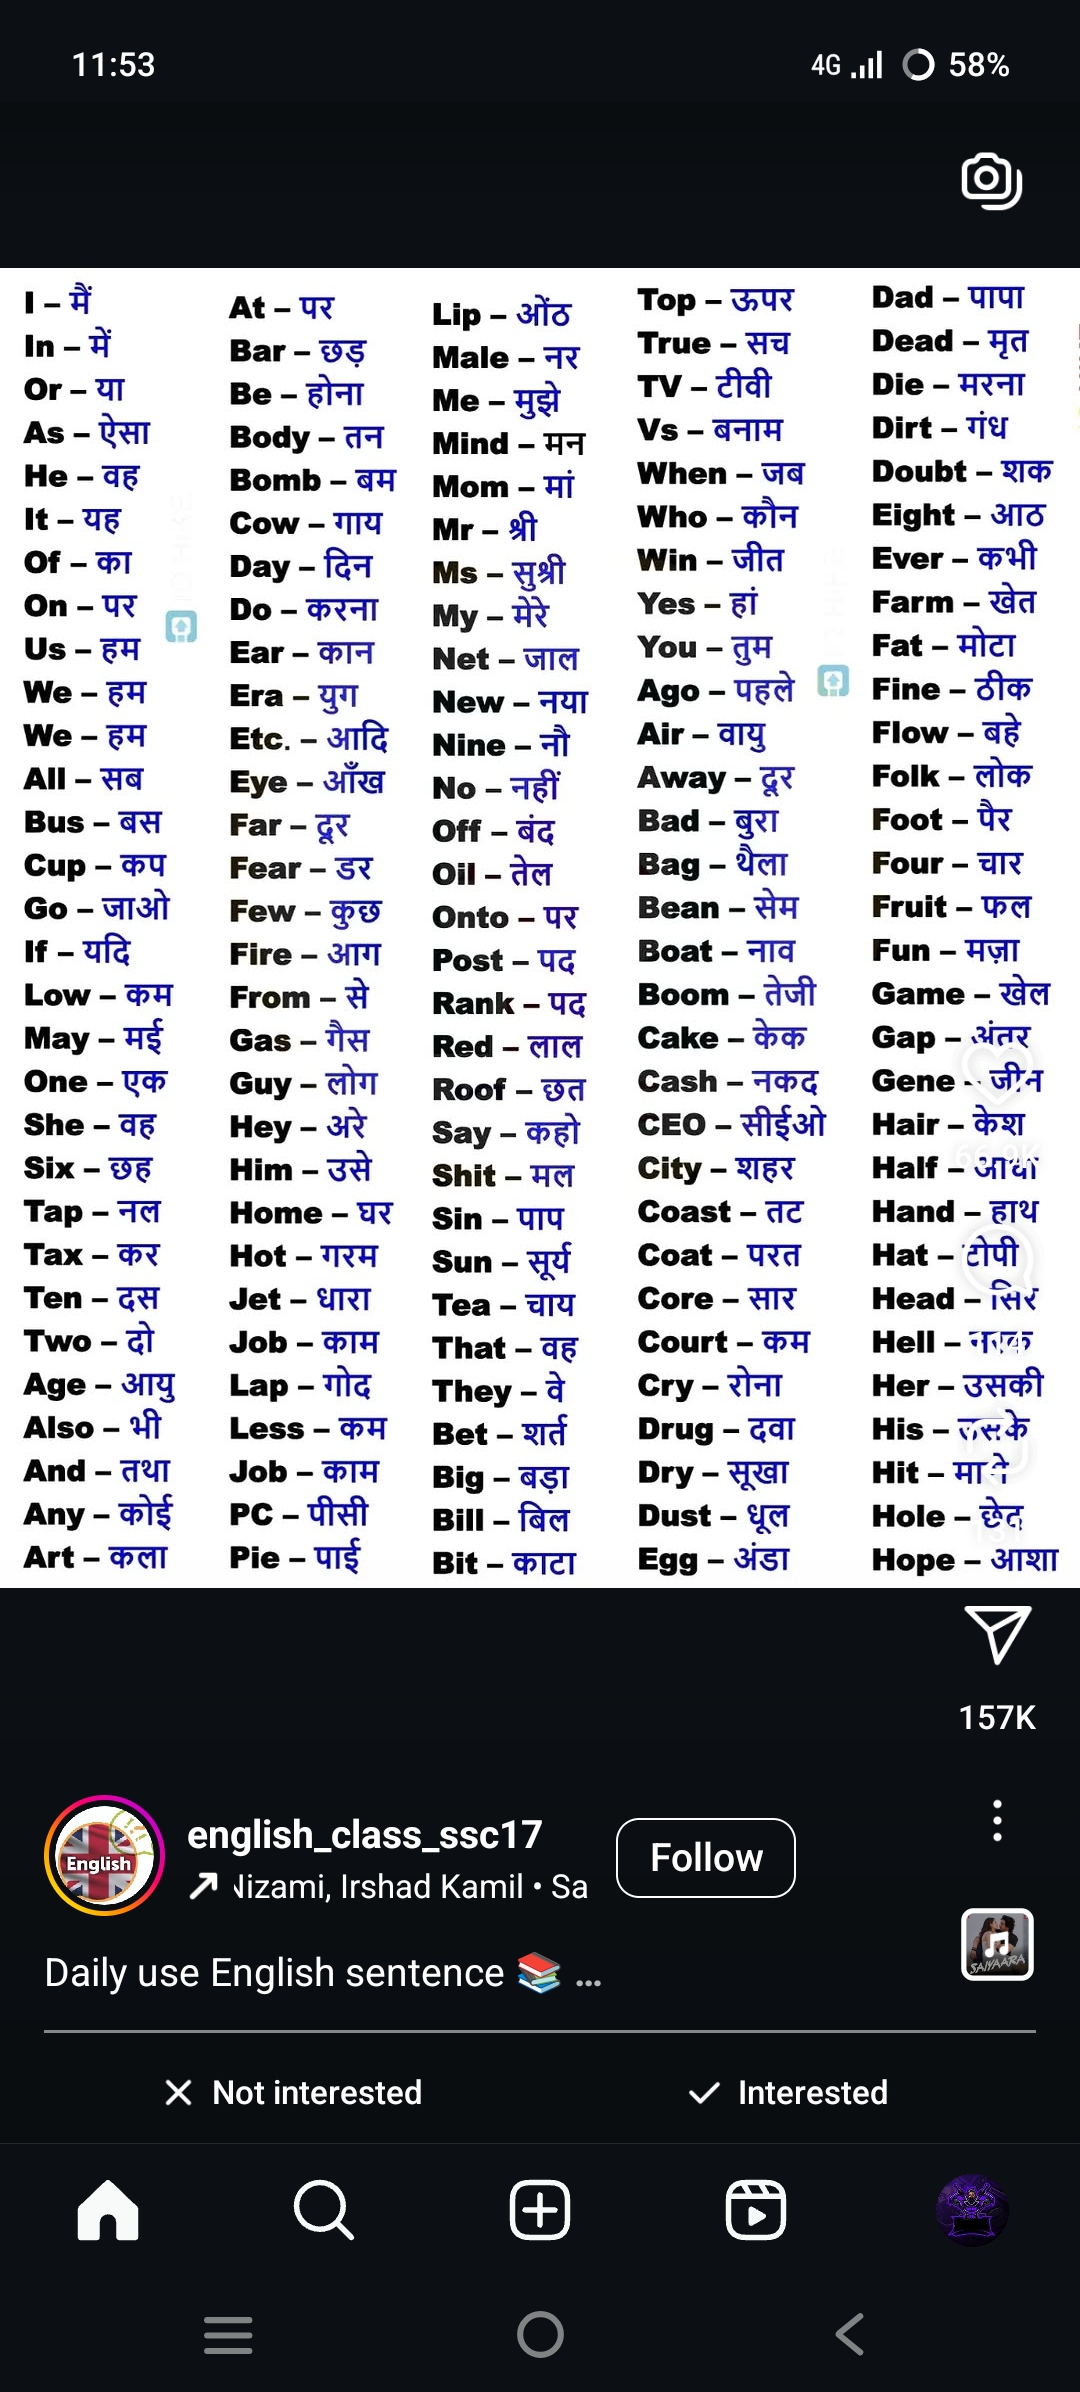 11:53
4G 58%
I – मैं
In – में
Or – या
As – ऐसा
He – वह
It – यह
Of – का
On – पर
Us – हम
We – हम
We – हम
All – सब
Bus – बस
Cup – कप
Go – जाओ
If – यदि
Low – कम
May – मई
One – एक
She – वह
Six – छह
Tap – नल
Tax – कर
Ten – दस
Two – दो
Age – आयु
Also – भी
And – तथा
Any – कोई
Art – कला
At – पर
Bar – छड़
Be – होना
Body – तन
Bomb – बम
Cow – गाय
Day – दिन
Do – करना
Ear – कान
Era – युग
Etc. – आदि
Eye – आँख
Far – दूर
Fear – डर
Few – कुछ
Fire – आग
From – से
Gas – गैस
Guy – लोग
Hey – अरे
Him – उसे
Home – घर
Hot – गरम
Jet – धारा
Job – काम
Lap – गोद
Less – कम
Job – काम
PC – पीसी
Pie – पाई
Lip – ओंठ
Male – नर
Me – मुझे
Mind – मन
Mom – मां
Mr – श्री
Ms – सुश्री
My – मेरे
Net – जाल
New – नया
Nine – नौ
No – नहीं
Off – बंद
Oil – तेल
Onto – पर
Post – पद
Rank – पद
Red – लाल
Roof – छत
Say – कहो
Shit – मल
Sin – पाप
Sun – सूर्य
Tea – चाय
That – वह
They – वे
Bet – शर्त
Big – बड़ा
Bill – बिल
Bit – काटा
Top – ऊपर
True – सच
TV – टीवी
Vs – बनाम
When – जब
Who – कौन
Win – जीत
Yes – हां
You – तुम
Ago – पहले
Air – वायु
Away – दूर
Bad – बुरा
Bag – थैला
Bean – सेम
Boat – नाव
Boom – तेजी
Cake – केक
Cash – नकद
CEO – सीईओ
City – शहर
Coast – तट
Coat – परत
Core – सार
Court – कम
Cry – रोना
Drug – दवा
Dry – सूखा
Dust – धूल
Egg – अंडा
Dad – पापा
Dead – मृत
Die – मरना
Dirt – गंध
Doubt – शक
Eight – आठ
Ever – कभी
Farm – खेत
Fat – मोटा
Fine – ठीक
Flow – बहे
Folk – लोक
Foot – पैर
Four – चार
Fruit – फल
Fun – मज़ा
Game – खेल
Gap – अंतर
Gene – जीन
Hair – केश
Half – आधा
Hand – हाथ
Hat – टोपी
Head – सिर
Hell –
Her – उसकी
His – उसके
Hit –
Hole – छेद
Hope – आशा
157K
english_class_ssc17
Follow
Nizami, Irshad Kamil • Sa
Daily use English sentence 📚 ...
SAIYAARA
English
Not interested
Interested